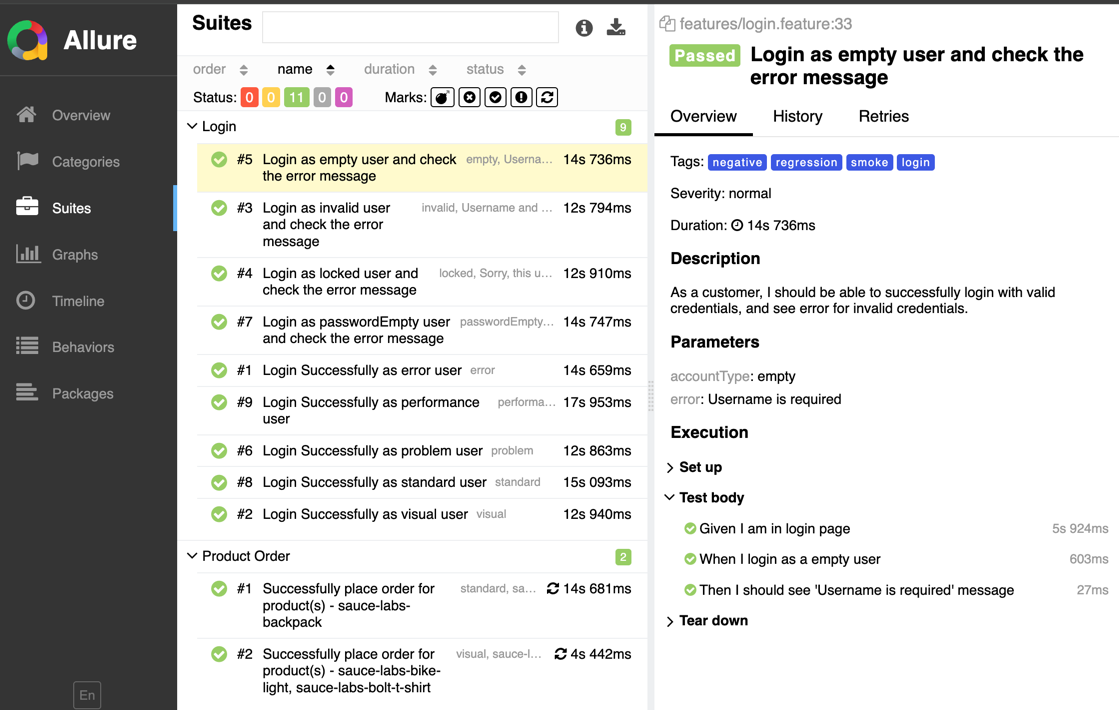 Allure
Overview
Categories
Suites
Graphs
Timeline
Behaviors
Packages
En
Suites
order name duration status
Status: 0 0 11 0 0 Marks:
Login 9
#5 Login as empty user and check empty, Userna… 14s 736ms
the error message
#3 Login as invalid user invalid, Username and … 12s 794ms
and check the error
message
#4 Login as locked user and locked, Sorry, this u… 12s 910ms
check the error message
#7 Login as passwordEmpty user passwordEmpty… 14s 747ms
and check the error message
#1 Login Successfully as error user error 14s 659ms
#9 Login Successfully as performance performa… 17s 953ms
user
#6 Login Successfully as problem user problem 12s 863ms
#8 Login Successfully as standard user standard 15s 093ms
#2 Login Successfully as visual user visual 12s 940ms
Product Order 2
#1 Successfully place order for standard, sa… 14s 681ms
product(s) - sauce-labs-
backpack
#2 Successfully place order for visual, sauce-l… 4s 442ms
product(s) - sauce-labs-bike-
light, sauce-labs-bolt-t-shirt
features/login.feature:33
Passed Login as empty user and check the
error message
Overview History Retries
Tags: negative regression smoke login
Severity: normal
Duration: 14s 736ms
Description
As a customer, I should be able to successfully login with valid
credentials, and see error for invalid credentials.
Parameters
accountType: empty
error: Username is required
Execution
Set up
Test body
Given I am in login page 5s 924ms
When I login as a empty user 603ms
Then I should see 'Username is required' message 27ms
Tear down